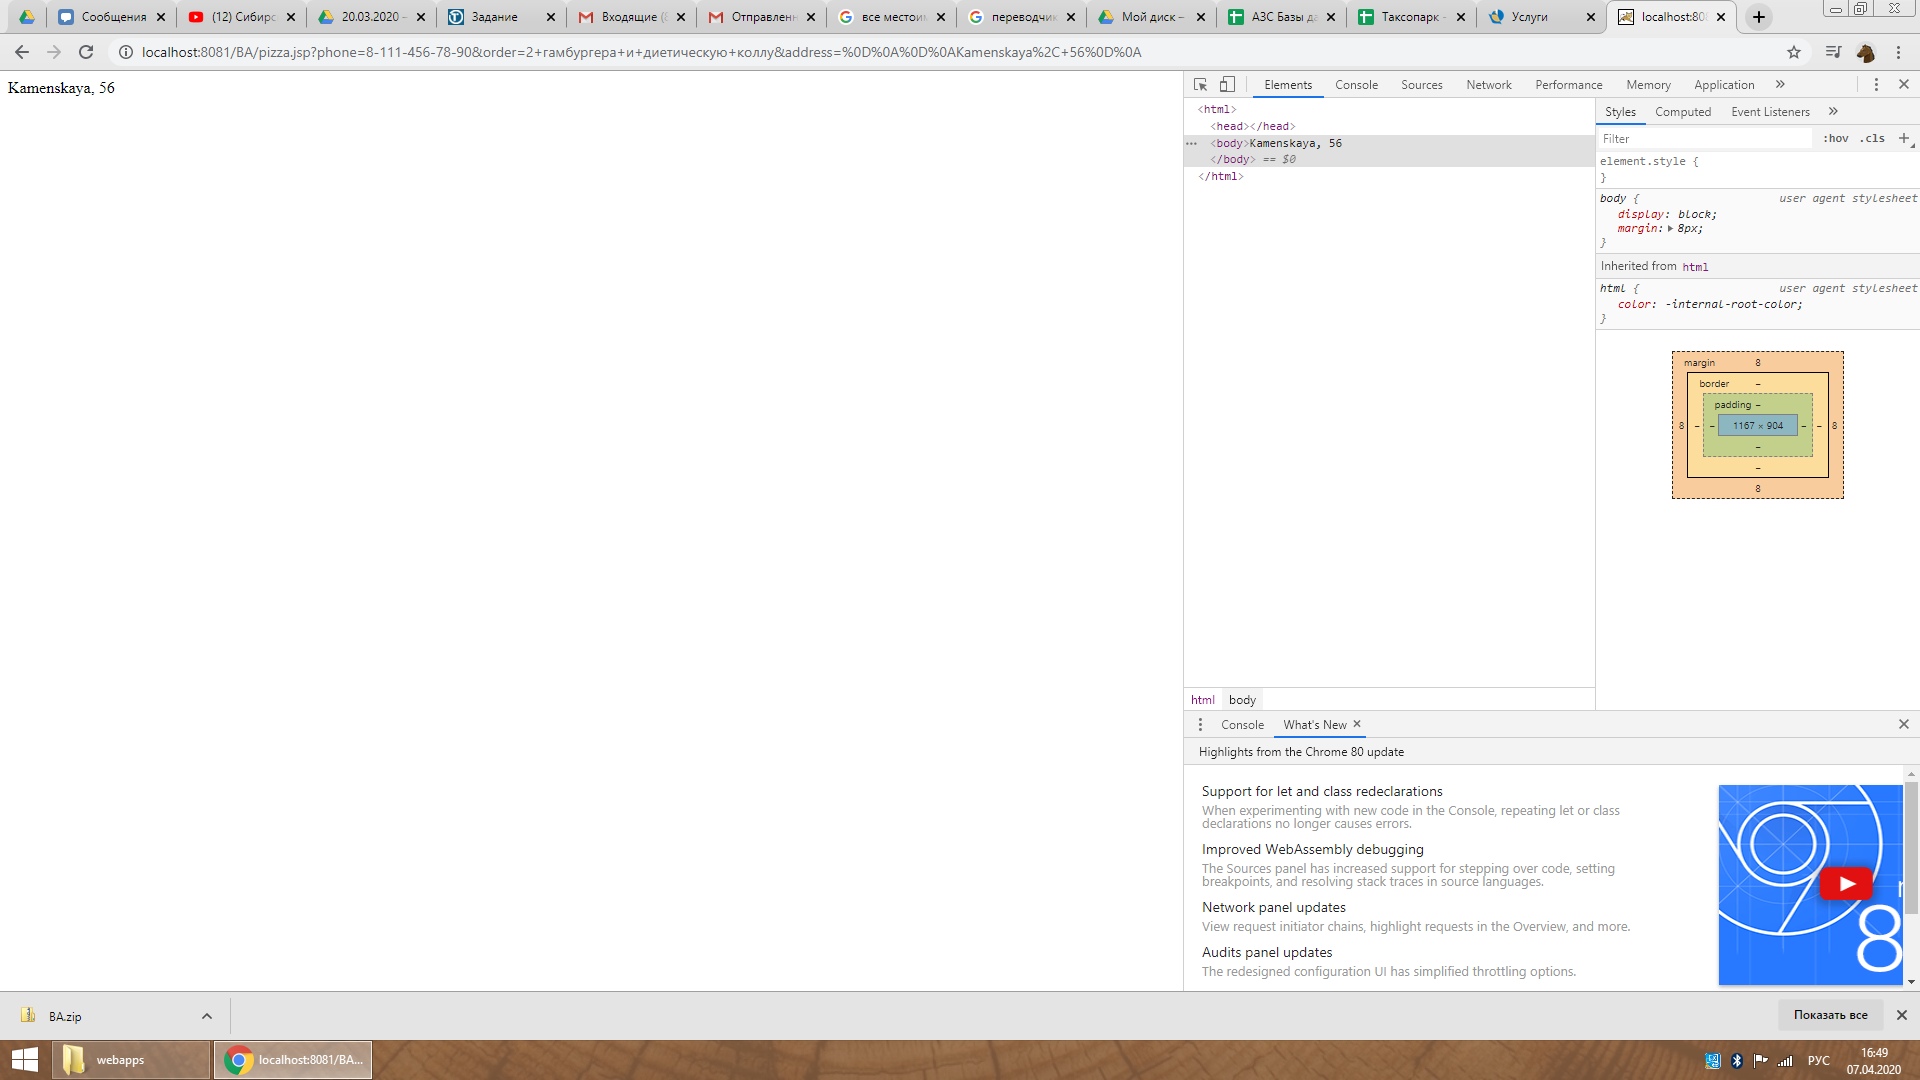 Сообщения
(12) Сибирс
20.03.2020 –
Задание
Входящие (8
Отправленн
все местоим
переводчик
Мой диск –
АЗС Базы да
Таксопарк -
Услуги
localhost:808
localhost:8081/BA/pizza.jsp?phone=8-111-456-78-90&order=2+гамбургера+и+диетическую+коллу&address=%0D%0A%0D%0AKamenskaya%2C+56%0D%0A
Kamenskaya, 56
Elements Console Sources Network Performance Memory Application »
<html>
<head></head>
··· <body>Kamenskaya, 56
</body> == $0
</html>
Styles Computed Event Listeners »
Filter :hov .cls +
element.style {
}
body { user agent stylesheet
display: block;
margin: 8px;
}
Inherited from html
html { user agent stylesheet
color: -internal-root-color;
}
margin 8
border –
padding –
8 – – 1167 × 904 – – 8
–
–
8
html body
Console What's New
Highlights from the Chrome 80 update
Support for let and class redeclarations
When experimenting with new code in the Console, repeating let or class
declarations no longer causes errors.
Improved WebAssembly debugging
The Sources panel has increased support for stepping over code, setting
breakpoints, and resolving stack traces in source languages.
Network panel updates
View request initiator chains, highlight requests in the Overview, and more.
Audits panel updates
The redesigned configuration UI has simplified throttling options.
8
BA.zip
Показать все
webapps
localhost:8081/BA...
РУС
16:49
07.04.2020